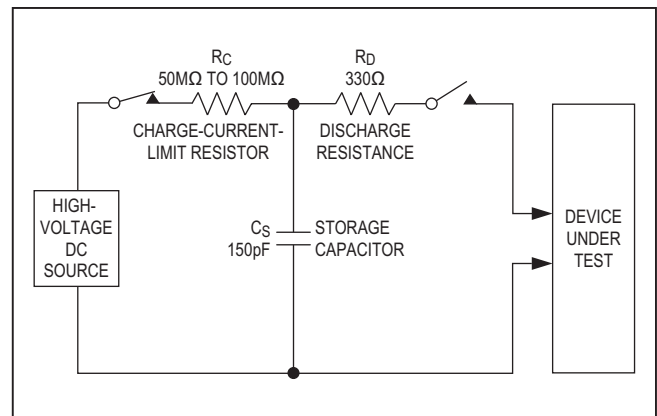 RC
50MΩ TO 100MΩ
CHARGE-CURRENT-
LIMIT RESISTOR
RD
330Ω
DISCHARGE
RESISTANCE
HIGH-
VOLTAGE
DC
SOURCE
CS
150pF
STORAGE
CAPACITOR
DEVICE
UNDER
TEST